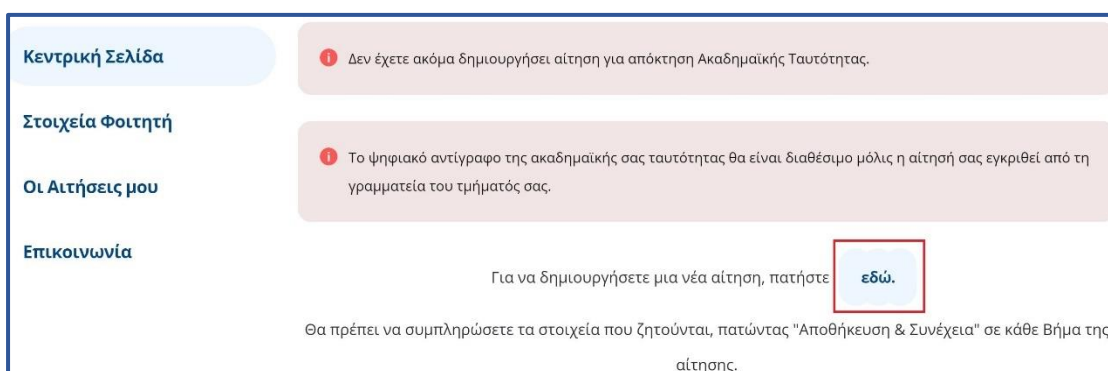 Κεντρική Σελίδα
Στοιχεία Φοιτητή
Οι Αιτήσεις μου
Επικοινωνία
Δεν έχετε ακόμα δημιουργήσει αίτηση για απόκτηση Ακαδημαϊκής Ταυτότητας.
Το ψηφιακό αντίγραφο της ακαδημαϊκής σας ταυτότητας θα είναι διαθέσιμο μόλις η αίτησή σας εγκριθεί από τη
γραμματεία του τμήματός σας.
Για να δημιουργήσετε μια νέα αίτηση, πατήστε εδώ.
Θα πρέπει να συμπληρώσετε τα στοιχεία που ζητούνται, πατώντας "Αποθήκευση & Συνέχεια" σε κάθε Βήμα της
αίτησης.